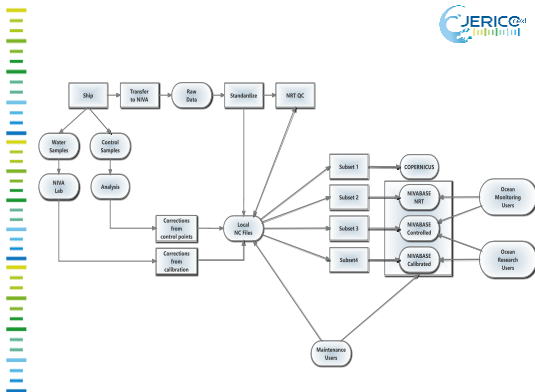 JERICO
Ship
Transfer
to NIVA
Raw
Data
Standardize
NRT QC
Water
Samples
Control
Samples
NIVA
Lab
Analysis
Corrections
from
control points
Corrections
from
calibration
Local
NC Files
Subset 1
Subset 2
Subset 3
Subset4
COPERNICUS
NIVABASE
NRT
NIVABASE
Controlled
NIVABASE
Calibrated
Ocean
Monitoring
Users
Ocean
Research
Users
Maintenance
Users